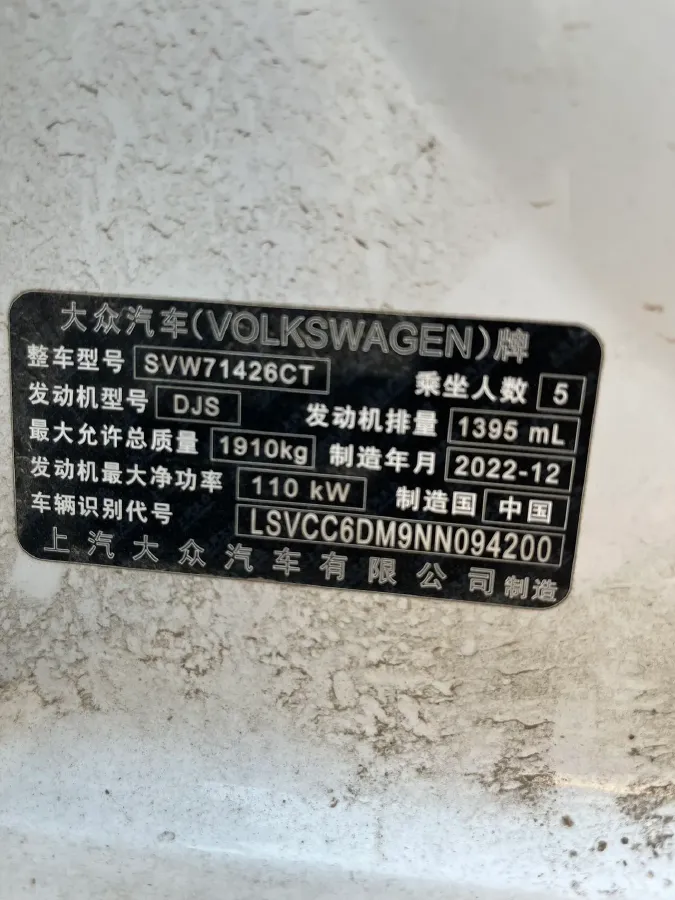 大众汽车(VOLKSWAGEN)牌
整车型号 SVW71426CT 乘坐人数 5
发动机型号 DJS 发动机排量 1395 mL
最大允许总质量 1910kg 制造年月 2022-12
发动机最大净功率 110 kW 制造国 中国
车辆识别代号 LSVCC6DM9NN094200
上汽大众汽车有限公司制造